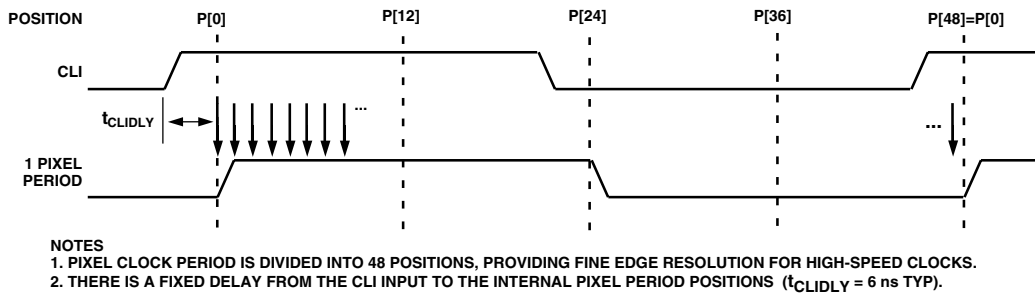 POSITION P[0] P[12] P[24] P[36] P[48]=P[0]
CLI
tCLIDLY ... ...
1 PIXEL
PERIOD
NOTES
1. PIXEL CLOCK PERIOD IS DIVIDED INTO 48 POSITIONS, PROVIDING FINE EDGE RESOLUTION FOR HIGH-SPEED CLOCKS.
2. THERE IS A FIXED DELAY FROM THE CLI INPUT TO THE INTERNAL PIXEL PERIOD POSITIONS (tCLIDLY = 6 ns TYP).